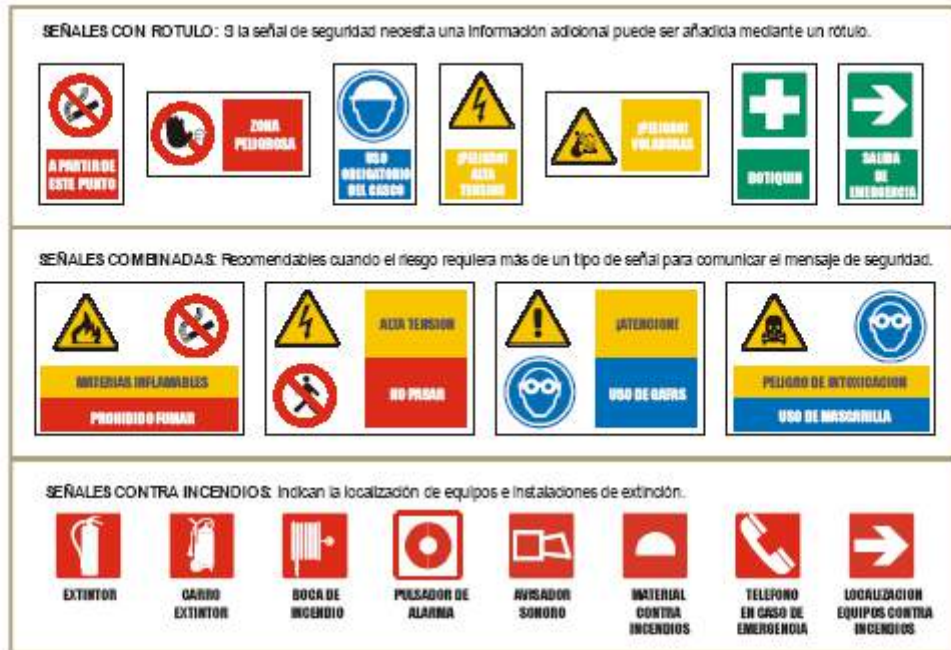 SEÑALES CON ROTULO: Si la señal de seguridad necesita una información adicional puede ser añadida mediante un rótulo.
A PARTIR DE
ESTE PUNTO
ZONA
PELIGROSA
USO
OBLIGATORIO
DEL CASCO
¡PELIGRO!
ALTA
TENSION
¡PELIGRO!
VOLADURAS
BOTIQUIN
SALIDA
DE
EMERGENCIA
SEÑALES COMBINADAS: Recomendables cuando el riesgo requiera más de un tipo de señal para comunicar el mensaje de seguridad.
MATERIAS INFLAMABLES
PROHIBIDO FUMAR
ALTA TENSION
NO PASAR
¡ATENCION!
USO DE GAFAS
PELIGRO DE INTOXICACION
USO DE MASCARILLA
SEÑALES CONTRA INCENDIOS: Indican la localización de equipos e instalaciones de extinción.
EXTINTOR
CARRO
EXTINTOR
BOCA DE
INCENDIO
PULSADOR DE
ALARMA
AVISADOR
SONORO
MATERIAL
CONTRA
INCENDIOS
TELEFONO
EN CASO DE
EMERGENCIA
LOCALIZACION
EQUIPOS CONTRA
INCENDIOS